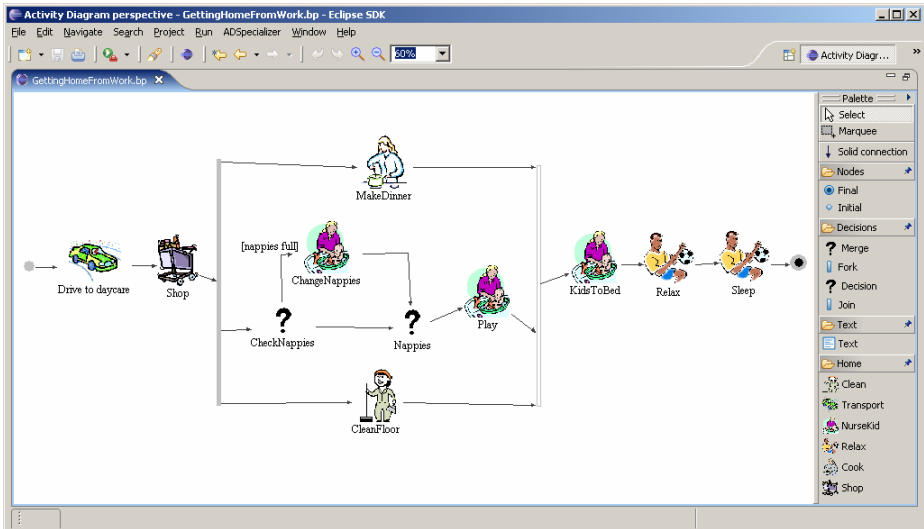 Activity Diagram perspective - GettingHomeFromWork.bp - Eclipse SDK
File Edit Navigate Search Project Run ADSpecializer Window Help
60%
Activity Diagr...
»
GettingHomeFromWork.bp
Palette
Select
Marquee
Solid connection
Nodes
Final
Initial
Decisions
? Merge
Fork
? Decision
Join
Text
Text
Home
Clean
Transport
NurseKid
Relax
Cook
Shop
MakeDinner
[nappies full]
ChangeNappies
Drive to daycare
Shop
?
CheckNappies
?
Nappies
Play
KidsToBed
Relax
Sleep
CleanFloor